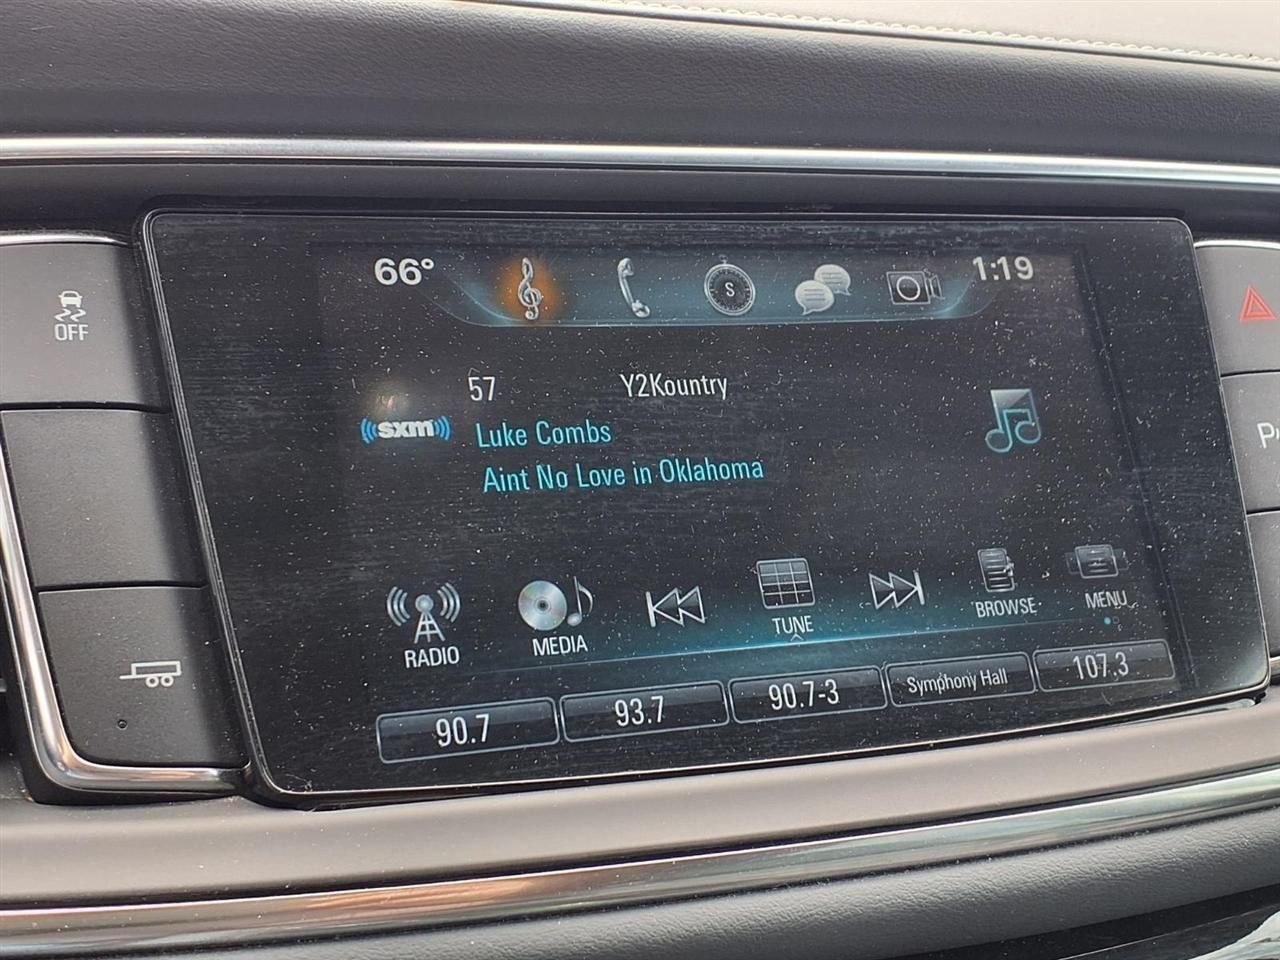 66° S 1:19
OFF
57 Y2Kountry
((sxm)) Luke Combs
Aint No Love in Oklahoma
RADIO MEDIA TUNE BROWSE MENU
90.7 93.7 90.7-3 Symphony Hall 107.3